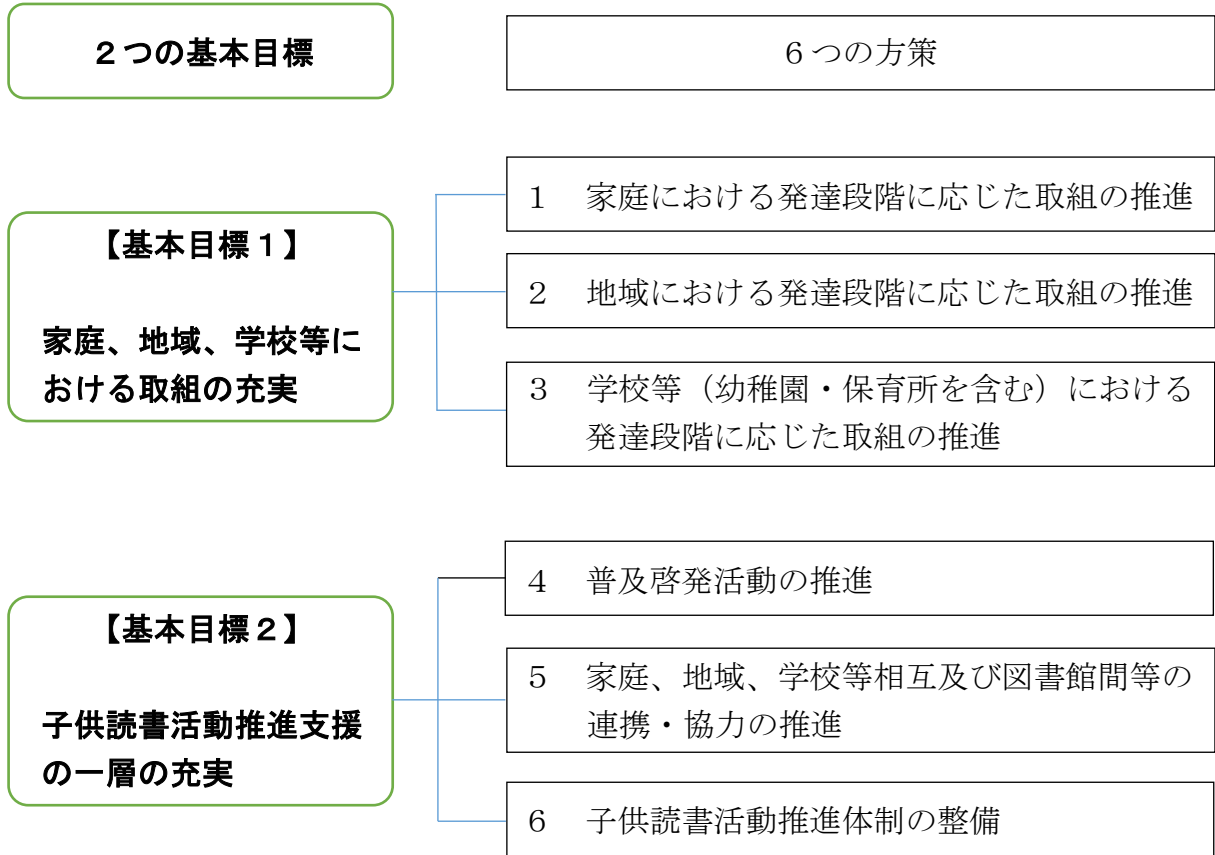 ２つの基本目標
６つの方策
【基本目標１】
家庭、地域、学校等に
おける取組の充実
１　家庭における発達段階に応じた取組の推進
２　地域における発達段階に応じた取組の推進
３　学校等（幼稚園・保育所を含む）における
発達段階に応じた取組の推進
【基本目標２】
子供読書活動推進支援
の一層の充実
４　普及啓発活動の推進
５　家庭、地域、学校等相互及び図書館間等の
連携・協力の推進
６　子供読書活動推進体制の整備